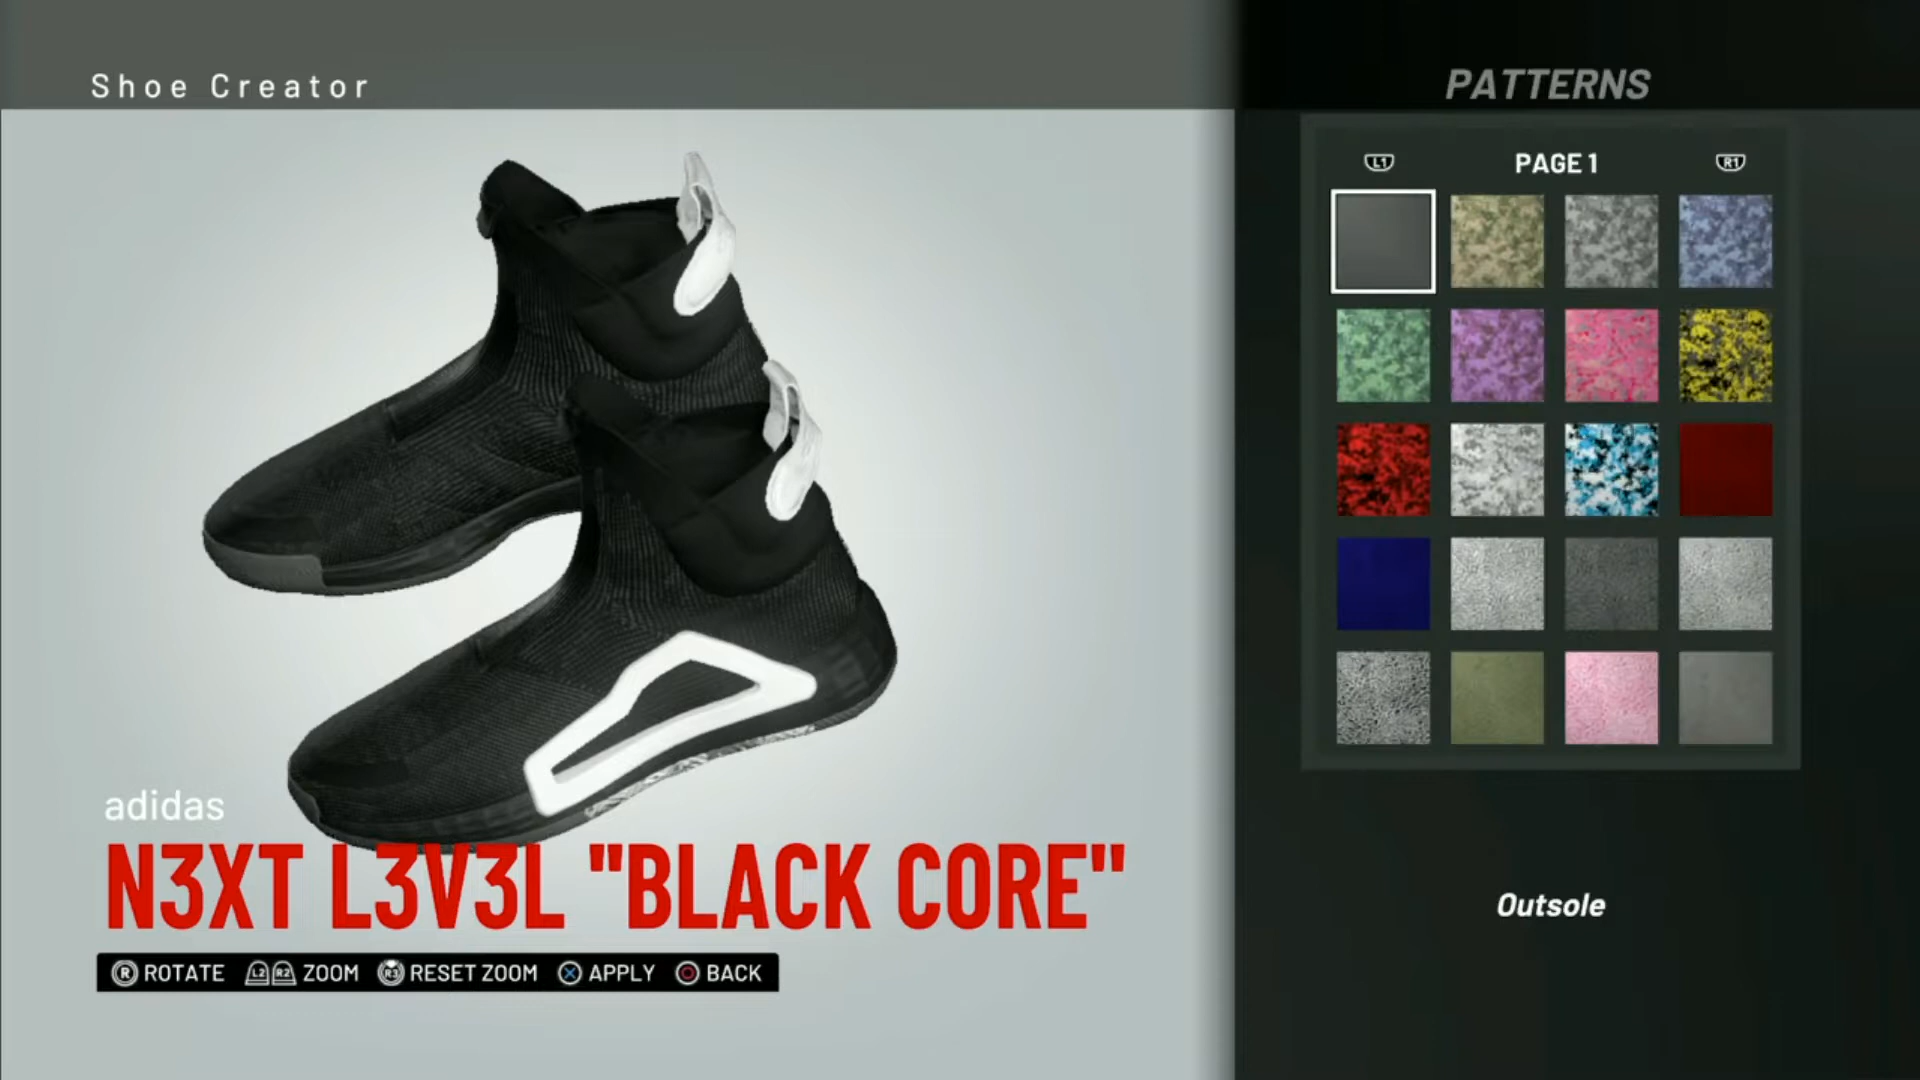 Shoe Creator
PATTERNS
L1 PAGE 1 R1
adidas
N3XT L3V3L "BLACK CORE"
R ROTATE L2 R2 ZOOM R3 RESET ZOOM APPLY BACK
Outsole